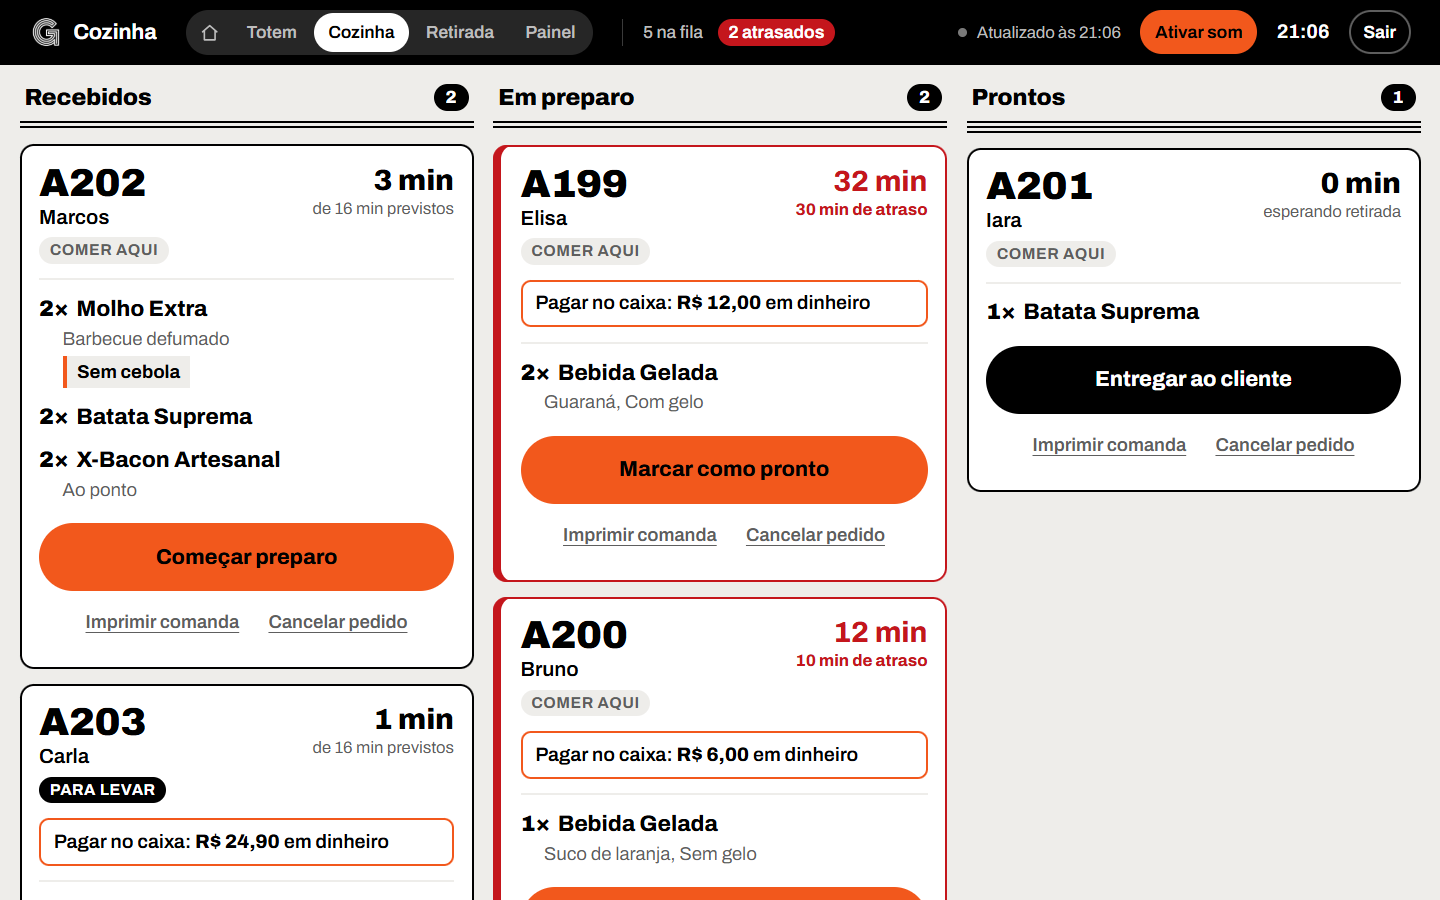 Cozinha
Totem
Cozinha
Retirada
Painel
5 na fila
2 atrasados
Atualizado às 21:06
Ativar som
21:06
Sair
Recebidos
2
A202
3 min
Marcos
de 16 min previstos
COMER AQUI
2× Molho Extra
Barbecue defumado
Sem cebola
2× Batata Suprema
2× X-Bacon Artesanal
Ao ponto
Começar preparo
Imprimir comanda
Cancelar pedido
A203
1 min
Carla
de 16 min previstos
PARA LEVAR
Pagar no caixa: R$ 24,90 em dinheiro
Em preparo
2
A199
32 min
Elisa
30 min de atraso
COMER AQUI
Pagar no caixa: R$ 12,00 em dinheiro
2× Bebida Gelada
Guaraná, Com gelo
Marcar como pronto
Imprimir comanda
Cancelar pedido
A200
12 min
Bruno
10 min de atraso
COMER AQUI
Pagar no caixa: R$ 6,00 em dinheiro
1× Bebida Gelada
Suco de laranja, Sem gelo
Prontos
1
A201
0 min
Iara
esperando retirada
COMER AQUI
1× Batata Suprema
Entregar ao cliente
Imprimir comanda
Cancelar pedido